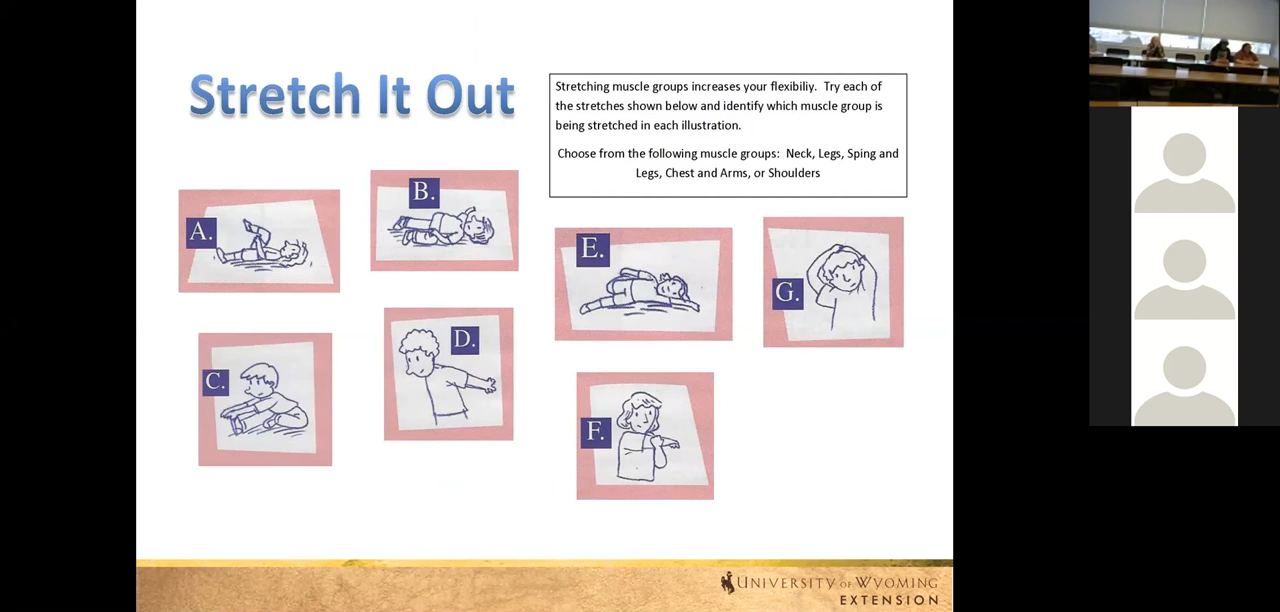 Stretch It Out
Stretching muscle groups increases your flexibiliy. Try each of
the stretches shown below and identify which muscle group is
being stretched in each illustration.
Choose from the following muscle groups: Neck, Legs, Sping and
Legs, Chest and Arms, or Shoulders
A.
B.
E.
G.
C.
D.
F.
UNIVERSITY OF WYOMING
EXTENSION